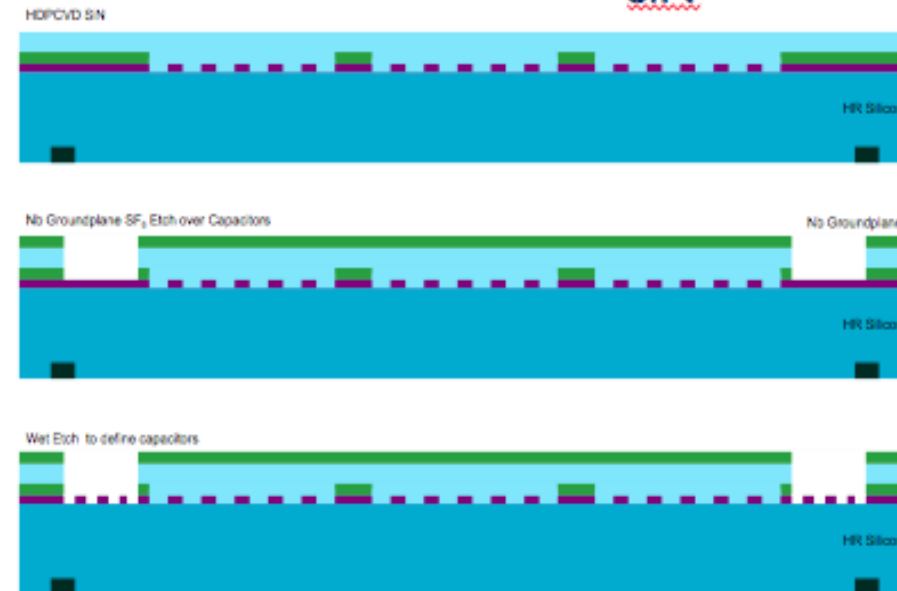 HDPCVD SiN
HR Silico
Nb Groundplane SF₆ Etch over Capacitors
Nb Groundplane
HR Silico
Wet Etch to define capacitors
HR Silico